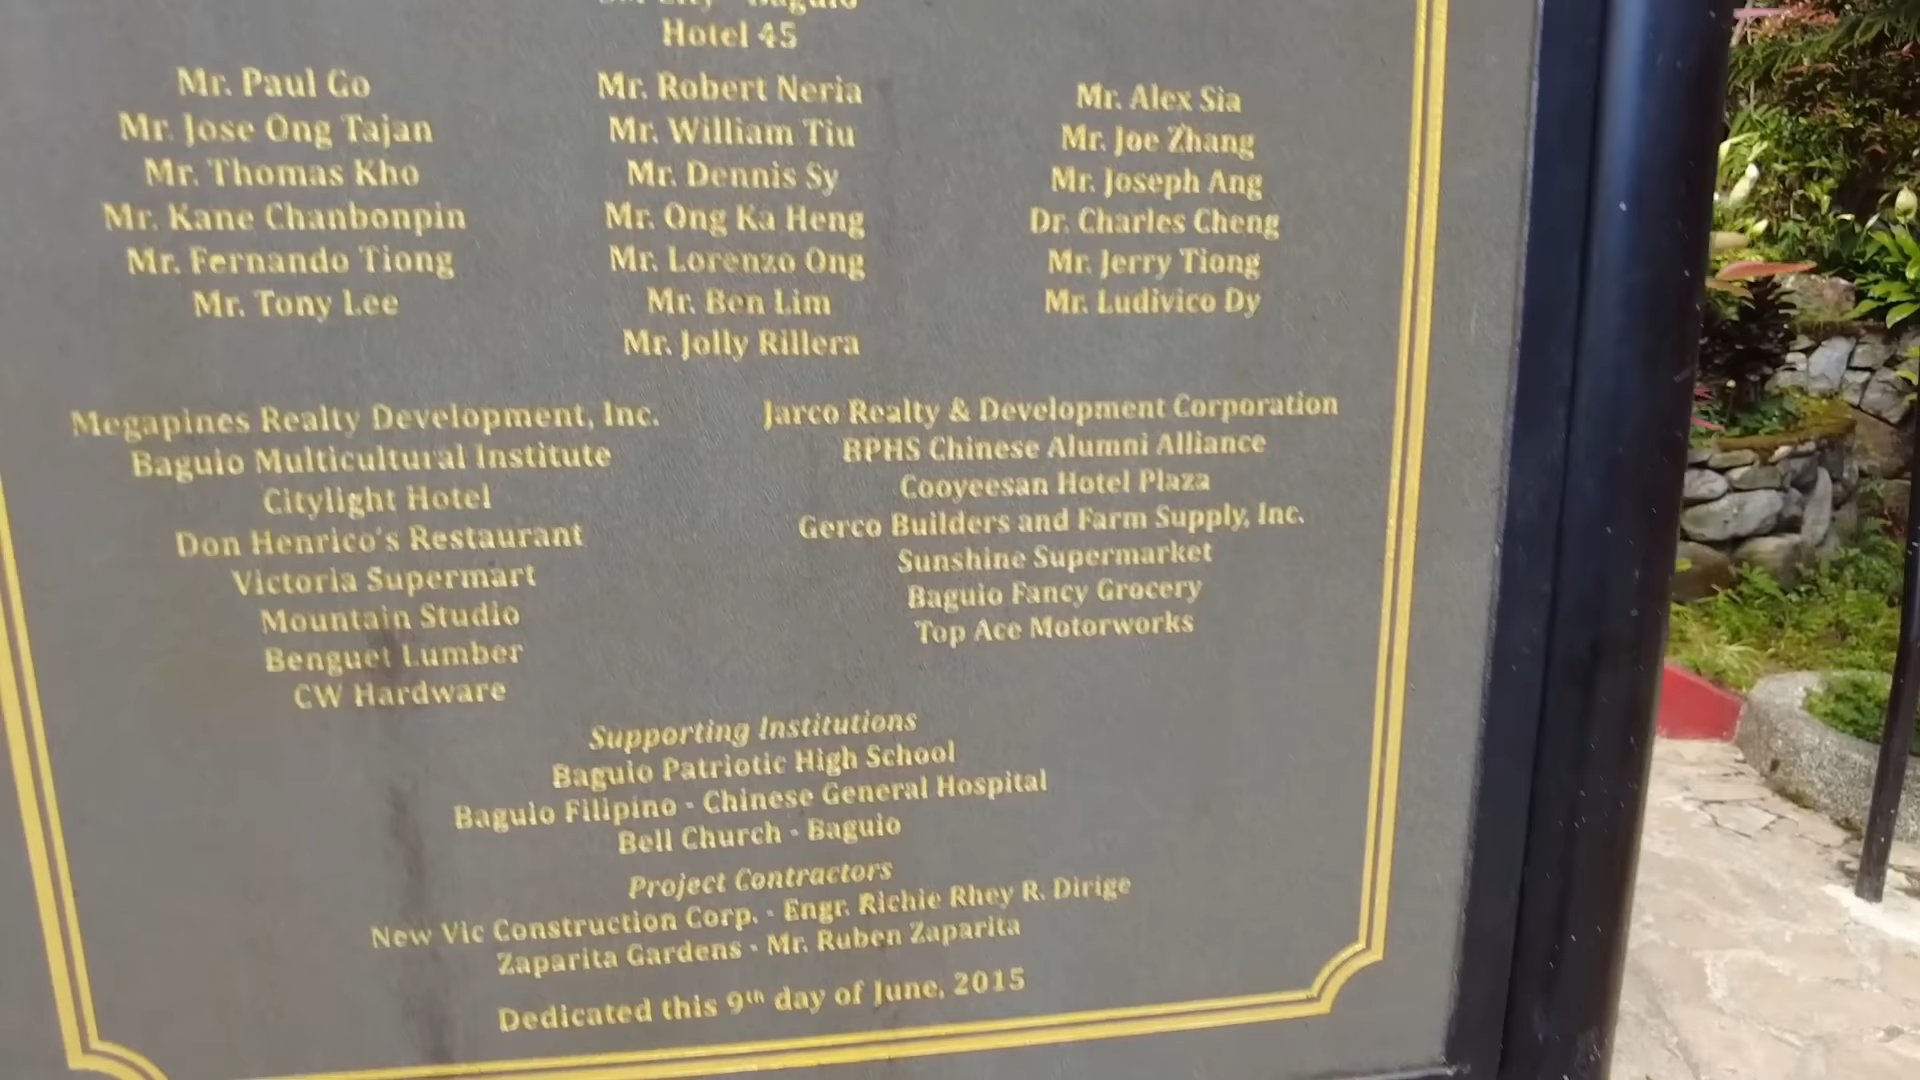 Hotel 45
Mr. Paul Go
Mr. Jose Ong Tajan
Mr. Thomas Kho
Mr. Kane Chanbonpin
Mr. Fernando Tiong
Mr. Tony Lee
Mr. Robert Neria
Mr. William Tiu
Mr. Dennis Sy
Mr. Ong Ka Heng
Mr. Lorenzo Ong
Mr. Ben Lim
Mr. Jolly Rillera
Mr. Alex Sia
Mr. Joe Zhang
Mr. Joseph Ang
Dr. Charles Cheng
Mr. Jerry Tiong
Mr. Ludivico Dy
Megapines Realty Development, Inc.
Baguio Multicultural Institute
Citylight Hotel
Don Henrico's Restaurant
Victoria Supermart
Mountain Studio
Benguet Lumber
CW Hardware
Jarco Realty & Development Corporation
BPHS Chinese Alumni Alliance
Cooyeesan Hotel Plaza
Gerco Builders and Farm Supply, Inc.
Sunshine Supermarket
Baguio Fancy Grocery
Top Ace Motorworks
Supporting Institutions
Baguio Patriotic High School
Baguio Filipino - Chinese General Hospital
Bell Church - Baguio
Project Contractors
New Vic Construction Corp. - Engr. Richie Rhey R. Dirige
Zaparita Gardens - Mr. Ruben Zaparita
Dedicated this 9th day of June, 2015